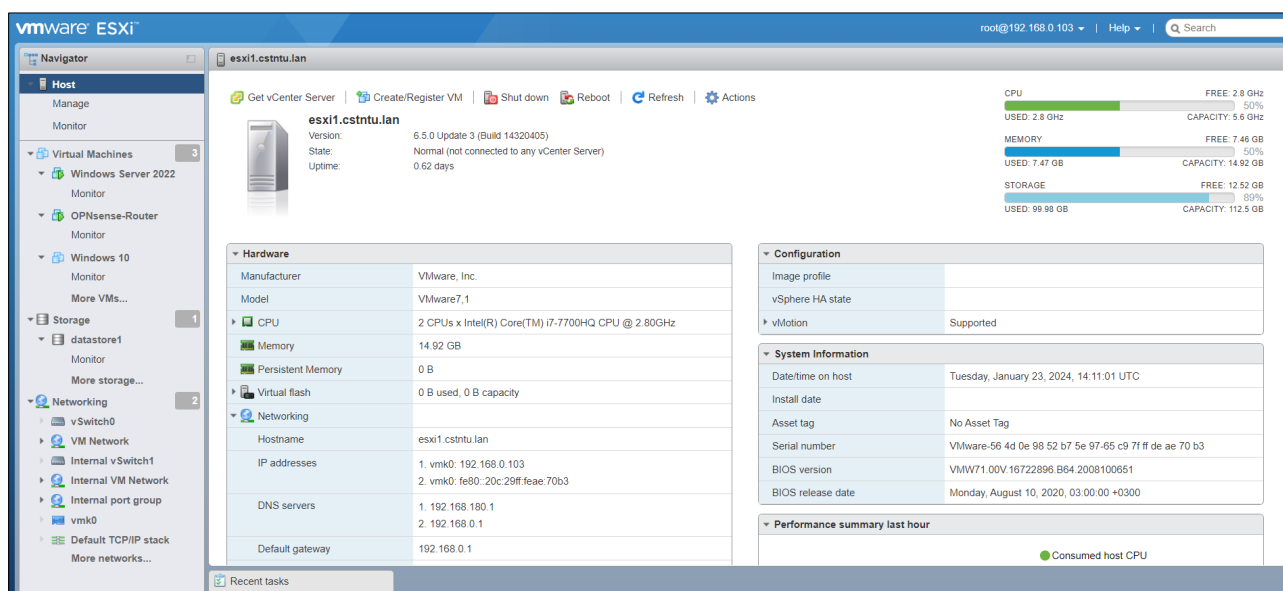 vmware ESXi™
root@192.168.0.103 | Help | Search
Navigator
Host
Manage
Monitor
Virtual Machines 3
Windows Server 2022
Monitor
OPNsense-Router
Monitor
Windows 10
Monitor
More VMs...
Storage 1
datastore1
Monitor
More storage...
Networking 2
vSwitch0
VM Network
Internal vSwitch1
Internal VM Network
Internal port group
vmk0
Default TCP/IP stack
More networks...
esxi1.cstntu.lan
Get vCenter Server | Create/Register VM | Shut down Reboot | Refresh | Actions
esxi1.cstntu.lan
Version: 6.5.0 Update 3 (Build 14320405)
State: Normal (not connected to any vCenter Server)
Uptime: 0.62 days
CPU FREE: 2.8 GHz
50%
USED: 2.8 GHz CAPACITY: 5.6 GHz
MEMORY FREE: 7.46 GB
50%
USED: 7.47 GB CAPACITY: 14.92 GB
STORAGE FREE: 12.52 GB
89%
USED: 99.98 GB CAPACITY: 112.5 GB
Hardware
Manufacturer VMware, Inc.
Model VMware7,1
CPU 2 CPUs x Intel(R) Core(TM) i7-7700HQ CPU @ 2.80GHz
Memory 14.92 GB
Persistent Memory 0 B
Virtual flash 0 B used, 0 B capacity
Networking
Hostname esxi1.cstntu.lan
IP addresses 1. vmk0: 192.168.0.103
2. vmk0: fe80::20c:29ff:feae:70b3
DNS servers 1. 192.168.180.1
2. 192.168.0.1
Default gateway 192.168.0.1
Configuration
Image profile
vSphere HA state
vMotion Supported
System Information
Date/time on host Tuesday, January 23, 2024, 14:11:01 UTC
Install date
Asset tag No Asset Tag
Serial number VMware-56 4d 0e 98 52 b7 5e 97-65 c9 7f ff de ae 70 b3
BIOS version VMW71.00V.16722896.B64.2008100651
BIOS release date Monday, August 10, 2020, 03:00:00 +0300
Performance summary last hour
Consumed host CPU
Recent tasks